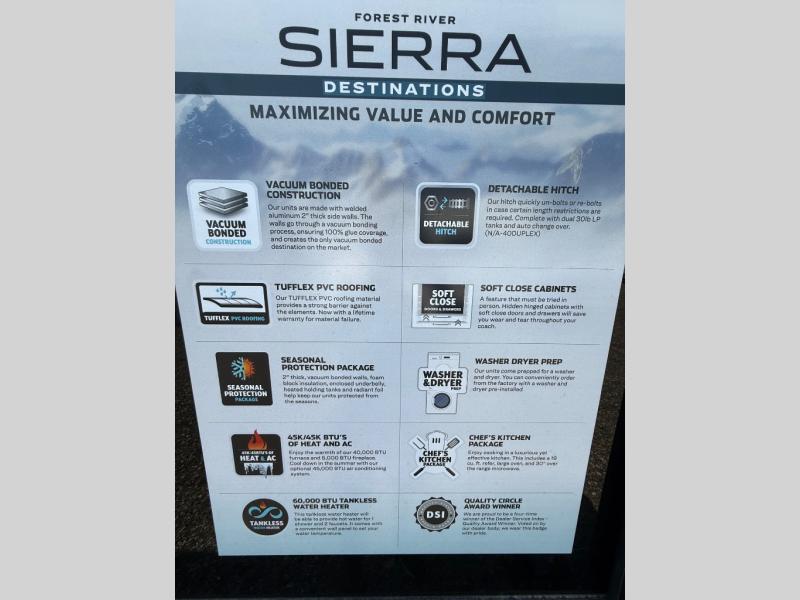 FOREST RIVER
SIERRA
DESTINATIONS
MAXIMIZING VALUE AND COMFORT
VACUUM
BONDED
CONSTRUCTION
VACUUM BONDED
CONSTRUCTION
Our units are made with welded
aluminum 2" thick side walls. The
walls go through a vacuum bonding
process, ensuring 100% glue coverage,
and creates the only vacuum bonded
destination on the market.
DETACHABLE
HITCH
DETACHABLE HITCH
Our hitch quickly un-bolts or re-bolts
in case certain length restrictions are
required. Complete with dual 30lb LP
tanks and auto change over.
(N/A-400UPLEX)
TUFFLEX PVC ROOFING
TUFFLEX PVC ROOFING
Our TUFFLEX PVC roofing material
provides a strong barrier against
the elements. Now with a lifetime
warranty for material failure.
SOFT
CLOSE
DOORS & DRAWERS
SOFT CLOSE CABINETS
A feature that must be tried in
person. Hidden hinged cabinets with
soft close doors and drawers will save
you wear and tear throughout your
coach.
SEASONAL
PROTECTION
PACKAGE
SEASONAL
PROTECTION PACKAGE
2" thick, vacuum bonded walls, foam
block insulation, enclosed underbelly,
heated holding tanks and radiant foil
help keep our units protected from
the seasons.
WASHER
&DRYER
PREP
WASHER DRYER PREP
Our units come prepped for a washer
and dryer. You can conveniently order
from the factory with a washer and
dryer pre-installed.
45K/45BTU'S OF
HEAT & AC
45K/45K BTU'S
OF HEAT AND AC
Enjoy the warmth of our 40,000 BTU
furnace and 5,000 BTU fireplace.
Cool down in the summer with our
optional 45,000 BTU air conditioning
system.
CHEF'S
KITCHEN
PACKAGE
CHEF'S KITCHEN
PACKAGE
Enjoy cooking in a luxurious yet
effective kitchen. This includes a 19
cu. ft. refer, large oven, and 30" over
the range microwave.
TANKLESS
WATER HEATER
60,000 BTU TANKLESS
WATER HEATER
This tankless water heater will
be able to provide hot water for 1
shower and 2 faucets. It comes with
a convenient wall panel to set your
water temperature.
DSI
QUALITY CIRCLE
AWARD WINNER
We are proud to be a four-time
winner of the Dealer Service Index -
Quality Award Winner. Voted on by
our dealer body, we wear this badge
with pride.